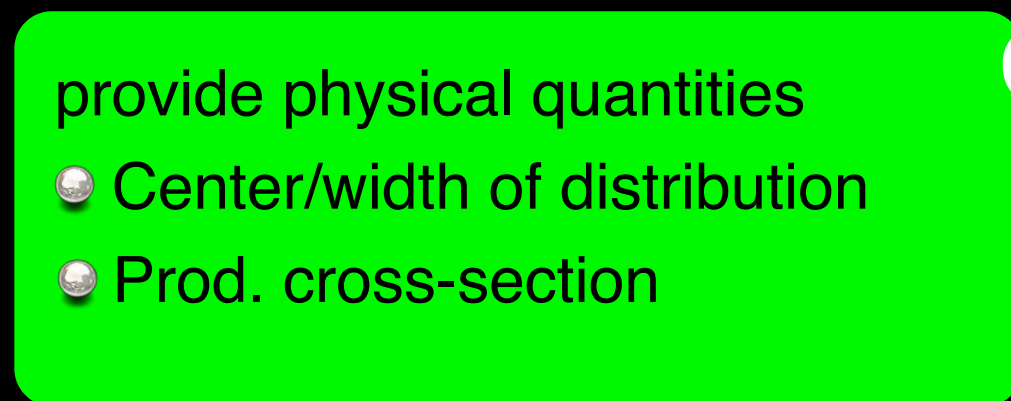 provide physical quantities
Center/width of distribution
Prod. cross-section